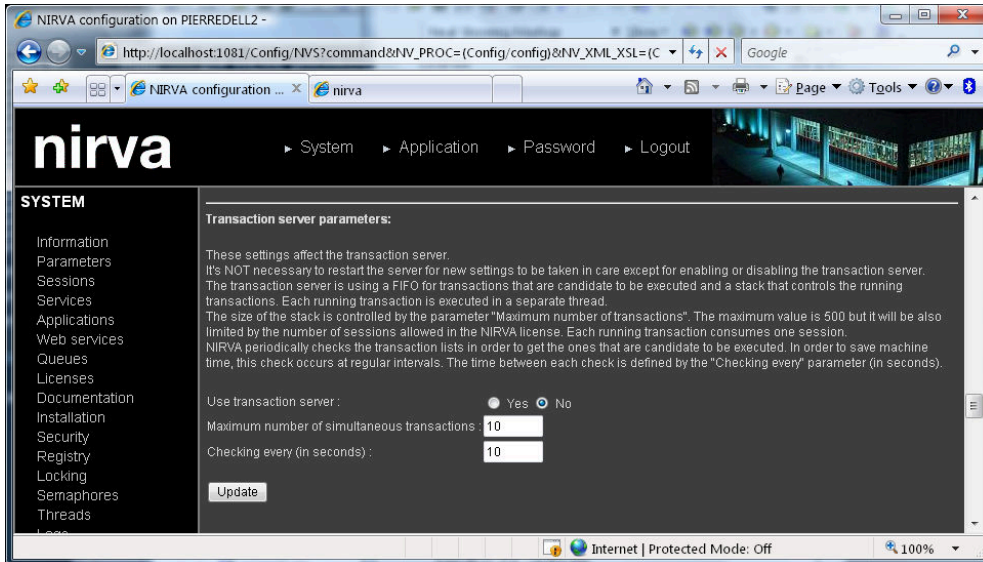 NIRVA configuration on PIERREDELL2 -
http://localhost:1081/Config/NVS?command&NV_PROC={Config/config}&NV_XML_XSL={C
Google
NIRVA configuration ...
nirva
Page
Tools
nirva
System
Application
Password
Logout
SYSTEM
Information
Parameters
Sessions
Services
Applications
Web services
Queues
Licenses
Documentation
Installation
Security
Registry
Locking
Semaphores
Threads
Transaction server parameters:
These settings affect the transaction server.
It's NOT necessary to restart the server for new settings to be taken in care except for enabling or disabling the transaction server.
The transaction server is using a FIFO for transactions that are candidate to be executed and a stack that controls the running
transactions. Each running transaction is executed in a separate thread.
The size of the stack is controlled by the parameter "Maximum number of transactions". The maximum value is 500 but it will be also
limited by the number of sessions allowed in the NIRVA license. Each running transaction consumes one session.
NIRVA periodically checks the transaction lists in order to get the ones that are candidate to be executed. In order to save machine
time, this check occurs at regular intervals. The time between each check is defined by the "Checking every" parameter (in seconds).
Use transaction server : Yes No
Maximum number of simultaneous transactions : 10
Checking every (in seconds) : 10
Update
Internet | Protected Mode: Off
100%